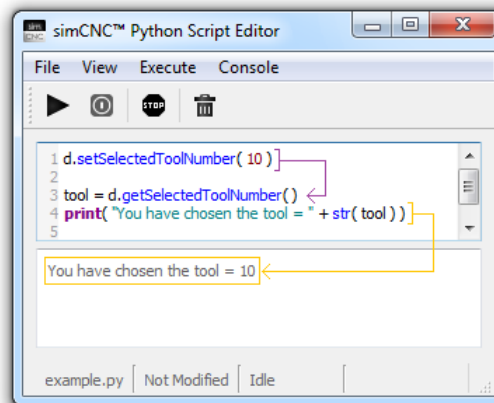 simCNC™ Python Script Editor
File View Execute Console
STOP
1 d.setSelectedToolNumber( 10 )
2
3 tool = d.getSelectedToolNumber()
4 print( "You have chosen the tool = " + str( tool ) )
5
You have chosen the tool = 10
example.py Not Modified Idle